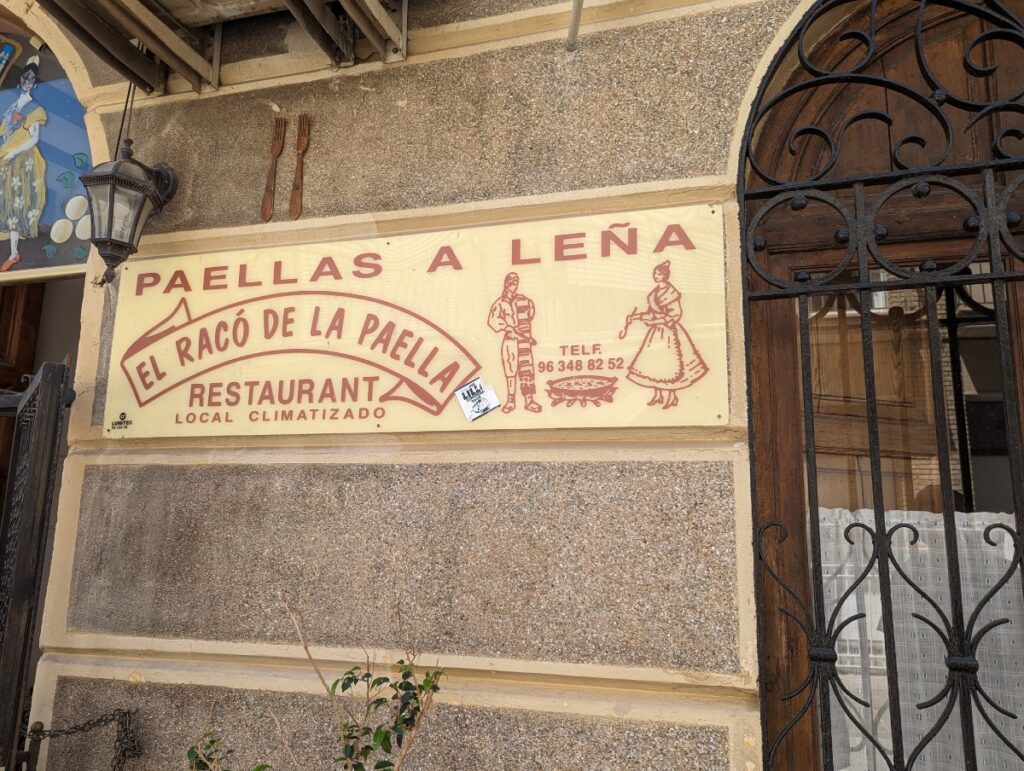 PAELLAS A LEÑA
EL RACÓ DE LA PAELLA
RESTAURANT
LOCAL CLIMATIZADO
TELF.
96 348 82 52